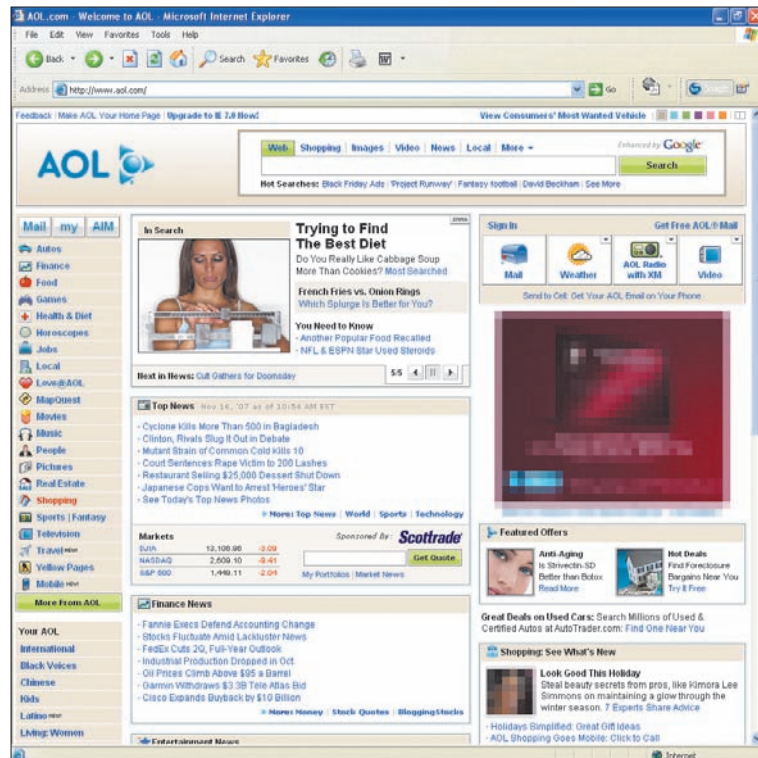 AOL.com - Welcome to AOL - Microsoft Internet Explorer
File Edit View Favorites Tools Help
Back Search Favorites
Address http://www.aol.com/ Go
Feedback | Make AOL Your Home Page | Upgrade to IE 7.0 Now!
View Consumers' Most Wanted Vehicle
AOL
Web Shopping | Images | Video | News | Local | More
Enhanced by Google
Search
Hot Searches: Black Friday Ads | 'Project Runway' | Fantasy football | David Beckham | See More
Mail my AIM
Autos
Finance
Food
Games
Health & Diet
Horoscopes
Jobs
Local
Love@AOL
MapQuest
Movies
Music
People
Pictures
Real Estate
Shopping
Sports | Fantasy
Television
Travel NEW!
Yellow Pages
Mobile NEW!
More From AOL
Your AOL
International
Black Voices
Chinese
Kids
Latino NEW!
Living: Women
In Search
Trying to Find
The Best Diet
Do You Really Like Cabbage Soup
More Than Cookies? Most Searched
French Fries vs. Onion Rings
Which Splurge Is Better for You?
You Need to Know
- Another Popular Food Recalled
- NFL & ESPN Star Used Steroids
Next in News: Cult Gathers for Doomsday
5/5
Top News Nov 16, '07 as of 10:54 AM EST
- Cyclone Kills More Than 500 in Bagladesh
- Clinton, Rivals Slug It Out in Debate
- Mutant Strain of Common Cold Kills 10
- Court Sentences Rape Victim to 200 Lashes
- Restaurant Selling $25,000 Dessert Shut Down
- Japanese Cops Want to Arrest 'Heroes' Star
- See Today's Top News Photos
More: Top News | World | Sports | Technology
Markets
DJIA 13,106.96 -3.09
NASDAQ 2,609.10 -9.41
S&P 500 1,449.11 -2.04
Sponsored By: Scottrade
Get Quote
My Portfolios | Market News
Finance News
- Fannie Execs Defend Accounting Change
- Stocks Fluctuate Amid Lackluster News
- FedEx Cuts 2Q, Full-Year Outlook
- Industrial Production Dropped in Oct.
- Oil Prices Climb Above $95 a Barrel
- Garmin Withdraws $3.3B Tele Atlas Bid
- Cisco Expands Buyback by $10 Billion
More: Money | Stock Quotes | BloggingStocks
Entertainment News
Sign In Get Free AOL® Mail
Mail
Weather
AOL Radio
with XM
Video
Send to Cell: Get Your AOL Email on Your Phone
Featured Offers
Anti-Aging
Is Strivectin-SD
Better than Botox
Read More
Hot Deals
Find Foreclosure
Bargains Near You
Try It Free
Great Deals on Used Cars: Search Millions of Used &
Certified Autos at AutoTrader.com: Find One Near You
Shopping: See What's New
Look Good This Holiday
Steal beauty secrets from pros, like Kimora Lee
Simmons on maintaining a glow through the
winter season. 7 Experts Share Advice
- Holidays Simplified: Great Gift Ideas
- AOL Shopping Goes Mobile: Click to Call
Internet